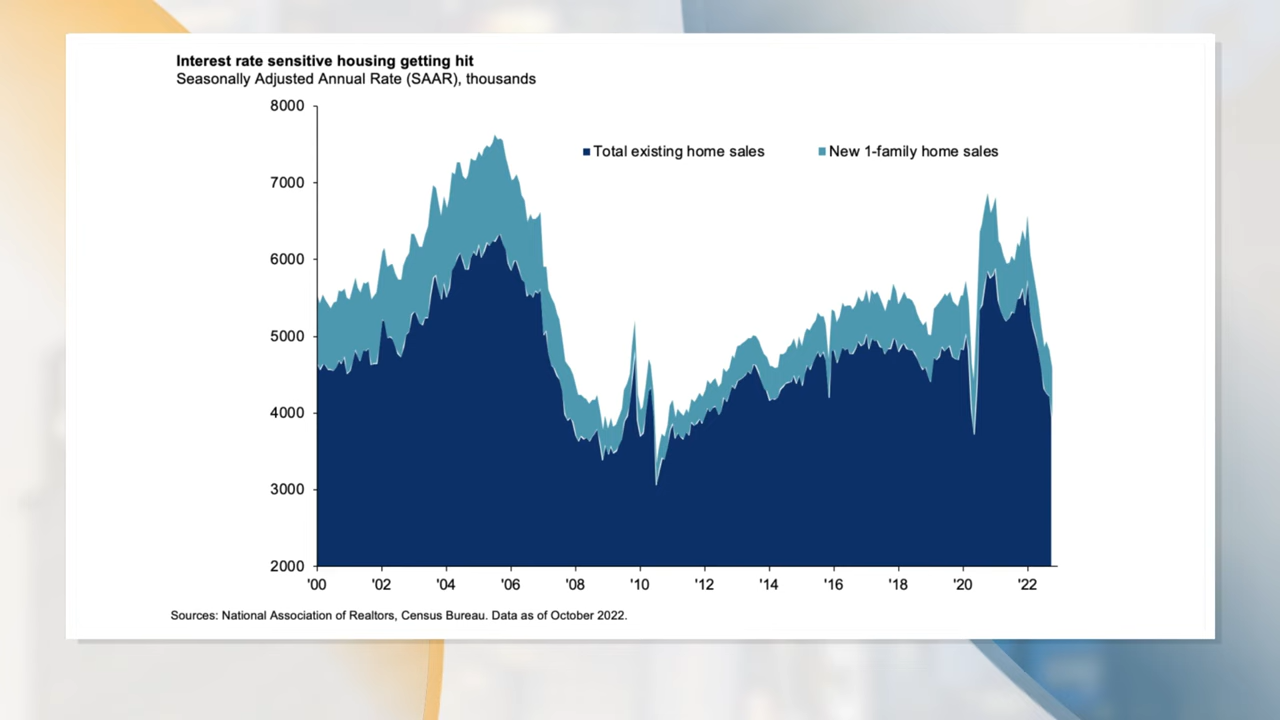 Interest rate sensitive housing getting hit
Seasonally Adjusted Annual Rate (SAAR), thousands
8000
Total existing home sales New 1-family home sales
7000
6000
5000
4000
3000
2000
'00 '02 '04 '06 '08 '10 '12 '14 '16 '18 '20 '22
Sources: National Association of Realtors, Census Bureau. Data as of October 2022.